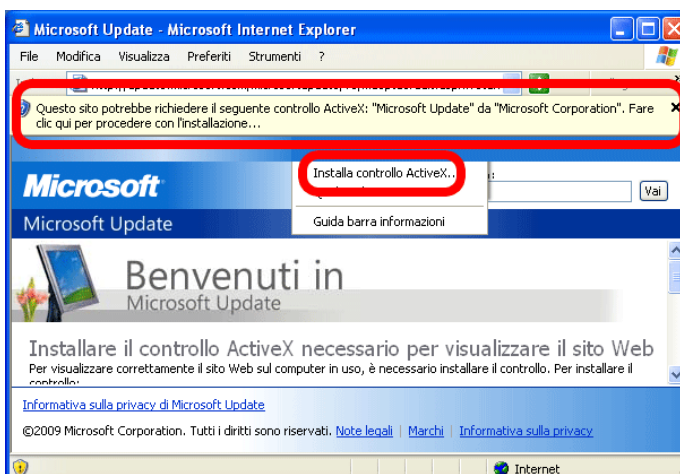 Microsoft Update - Microsoft Internet Explorer
File Modifica Visualizza Preferiti Strumenti ?
Questo sito potrebbe richiedere il seguente controllo ActiveX: "Microsoft Update" da "Microsoft Corporation". Fare
clic qui per procedere con l'installazione...
Installa controllo ActiveX...
Microsoft
Vai
Microsoft Update
Guida barra informazioni
Benvenuti in
Microsoft Update
Installare il controllo ActiveX necessario per visualizzare il sito Web
Per visualizzare correttamente il sito Web sul computer in uso, è necessario installare il controllo. Per installare il
controllo:
Informativa sulla privacy di Microsoft Update
©2009 Microsoft Corporation. Tutti i diritti sono riservati. Note legali | Marchi | Informativa sulla privacy
Internet